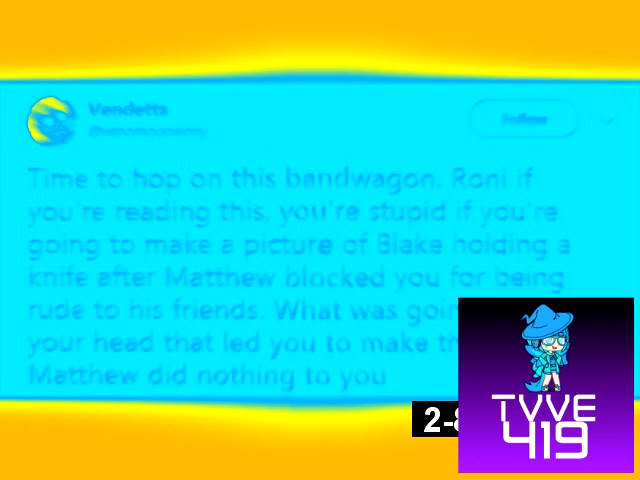 Vendetta
Follow
Time to hop on this bandwagon. Roni if
you're reading this, you're stupid if you're
going to make a picture of Blake holding a
knife after Matthew blocked you for being
rude to his friends. What was
your head that led you to make
Matthew did nothing to you
2-
TVVE
419